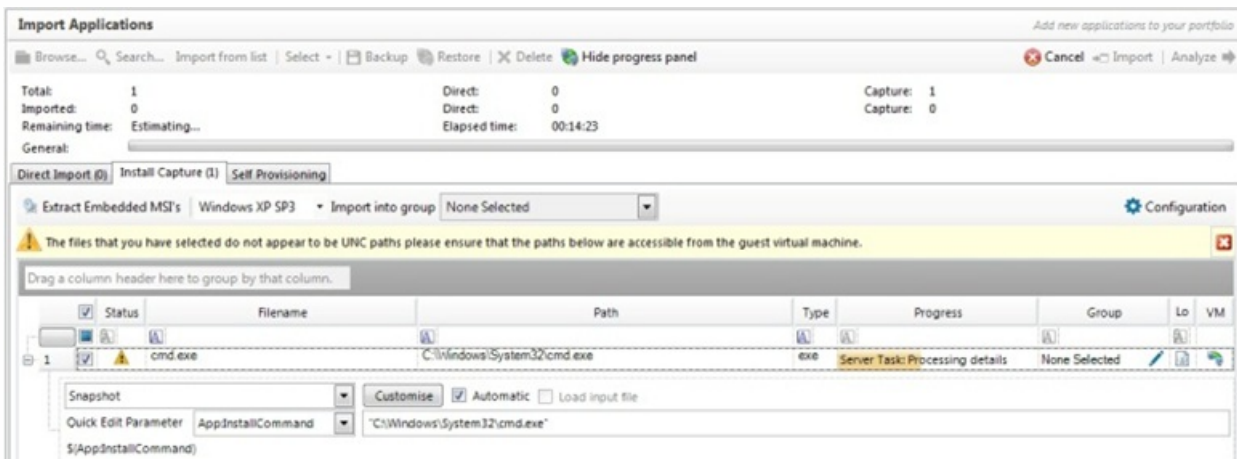 Import Applications
Add new applications to your portfolio
Browse... Search... Import from list | Select | Backup Restore | Delete Hide progress panel Cancel Import | Analyze
Total: 1 Direct: 0 Capture: 1
Imported: 0 Direct: 0 Capture: 0
Remaining time: Estimating... Elapsed time: 00:14:23
General:
Direct Import (0) Install Capture (1) Self Provisioning
Extract Embedded MSI's Windows XP SP3 Import into group None Selected Configuration
The files that you have selected do not appear to be UNC paths please ensure that the paths below are accessible from the guest virtual machine.
Drag a column header here to group by that column.
Status Filename Path Type Progress Group Lo VM
1 cmd.exe C:\Windows\System32\cmd.exe exe Server Task: Processing details None Selected
Snapshot Customise Automatic Load input file
Quick Edit Parameter App:InstallCommand "C:\Windows\System32\cmd.exe"
$(App:InstallCommand)